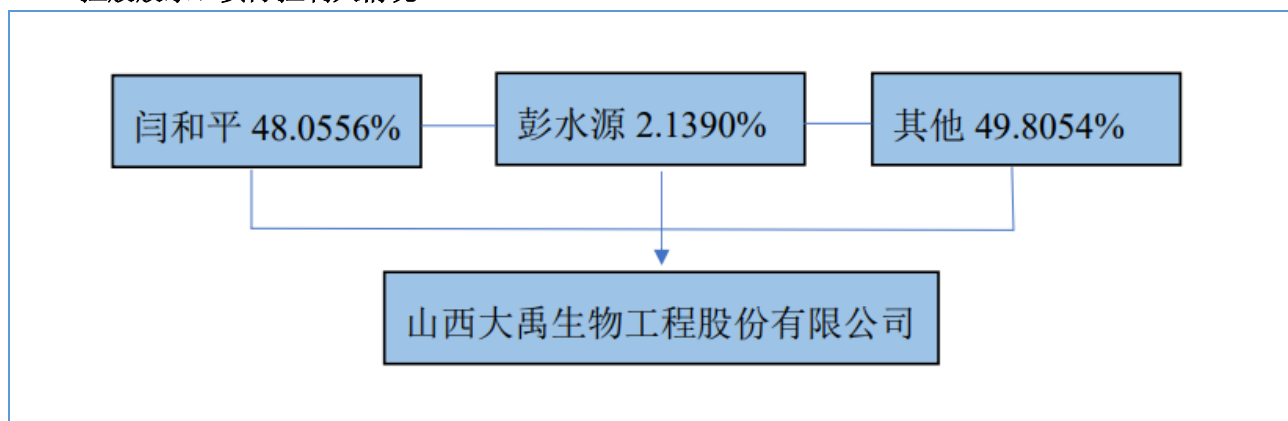 闫和平 48.0556%
彭水源 2.1390%
其他 49.8054%
山西大禹生物工程股份有限公司